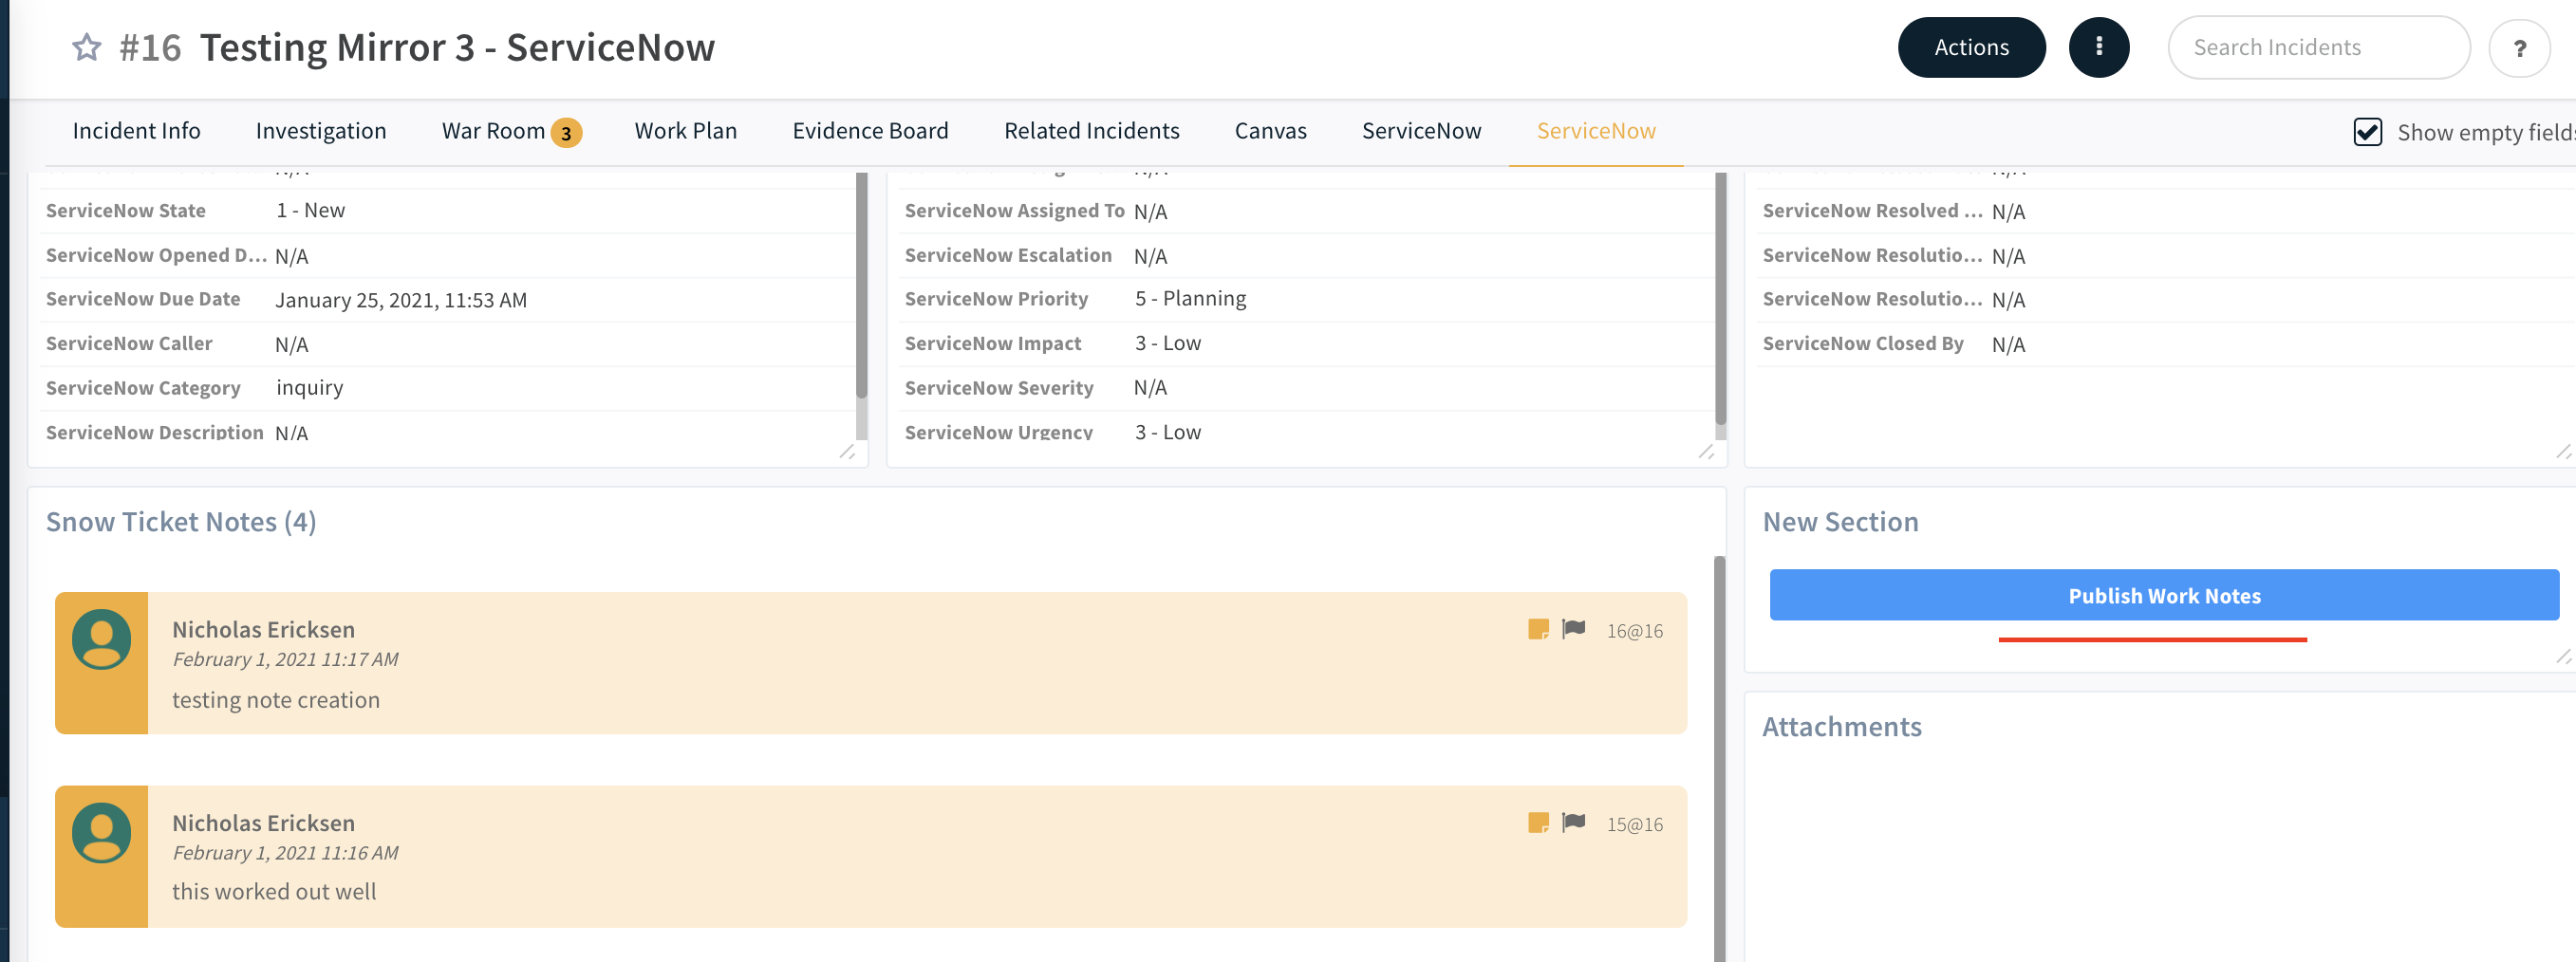 #16 Testing Mirror 3 - ServiceNow
Actions
Search Incidents
?
Incident Info Investigation War Room 3 Work Plan Evidence Board Related Incidents Canvas ServiceNow ServiceNow
Show empty field
ServiceNow State 1 - New
ServiceNow Opened D... N/A
ServiceNow Due Date January 25, 2021, 11:53 AM
ServiceNow Caller N/A
ServiceNow Category inquiry
ServiceNow Description N/A
ServiceNow Assigned To N/A
ServiceNow Escalation N/A
ServiceNow Priority 5 - Planning
ServiceNow Impact 3 - Low
ServiceNow Severity N/A
ServiceNow Urgency 3 - Low
ServiceNow Resolved ... N/A
ServiceNow Resolutio... N/A
ServiceNow Resolutio... N/A
ServiceNow Closed By N/A
Snow Ticket Notes (4)
Nicholas Ericksen
16@16
February 1, 2021 11:17 AM
testing note creation
Nicholas Ericksen
15@16
February 1, 2021 11:16 AM
this worked out well
New Section
Publish Work Notes
Attachments